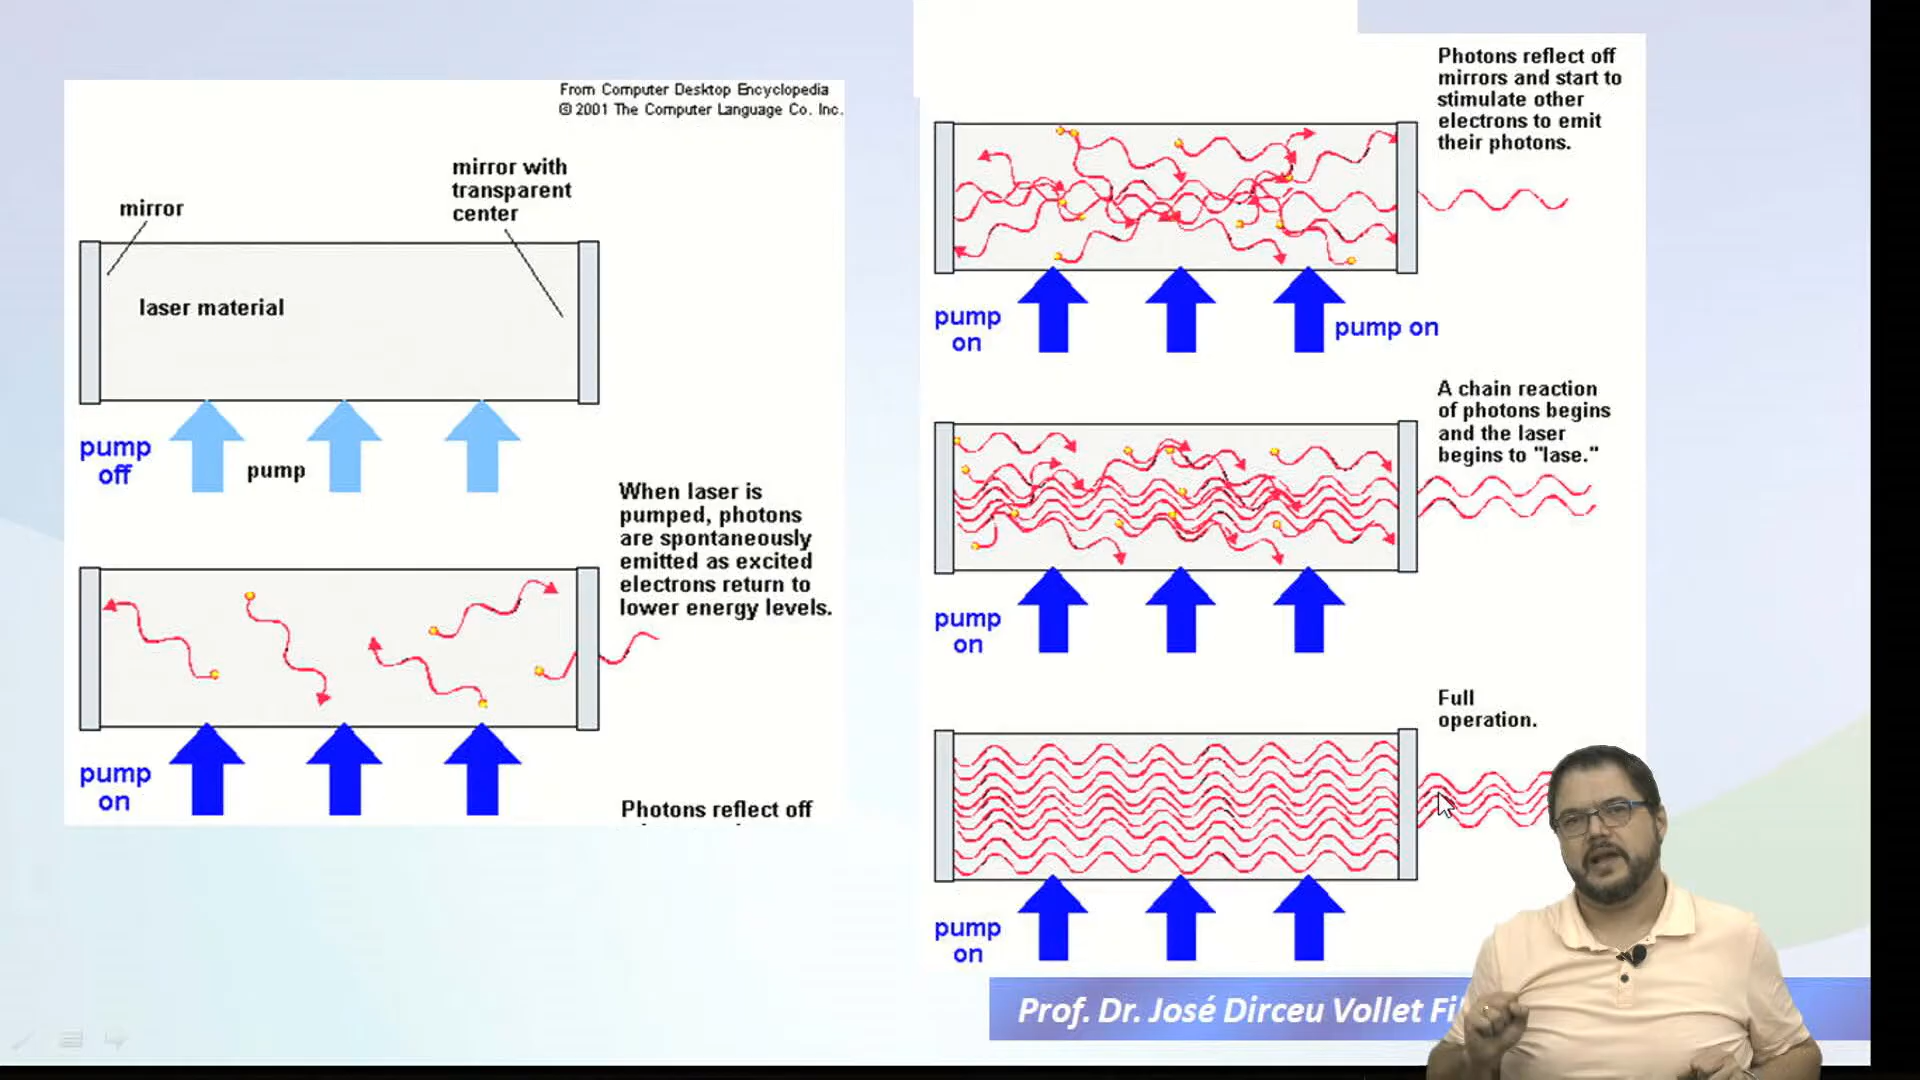 From Computer Desktop Encyclopedia
© 2001 The Computer Language Co. Inc.
mirror
mirror with
transparent
center
laser material
pump
off
pump
When laser is
pumped, photons
are spontaneously
emitted as excited
electrons return to
lower energy levels.
pump
on
Photons reflect off
Photons reflect off
mirrors and start to
stimulate other
electrons to emit
their photons.
pump
on
pump on
A chain reaction
of photons begins
and the laser
begins to "lase."
pump
on
Full
operation.
pump
on
Prof. Dr. José Dirceu Vollet